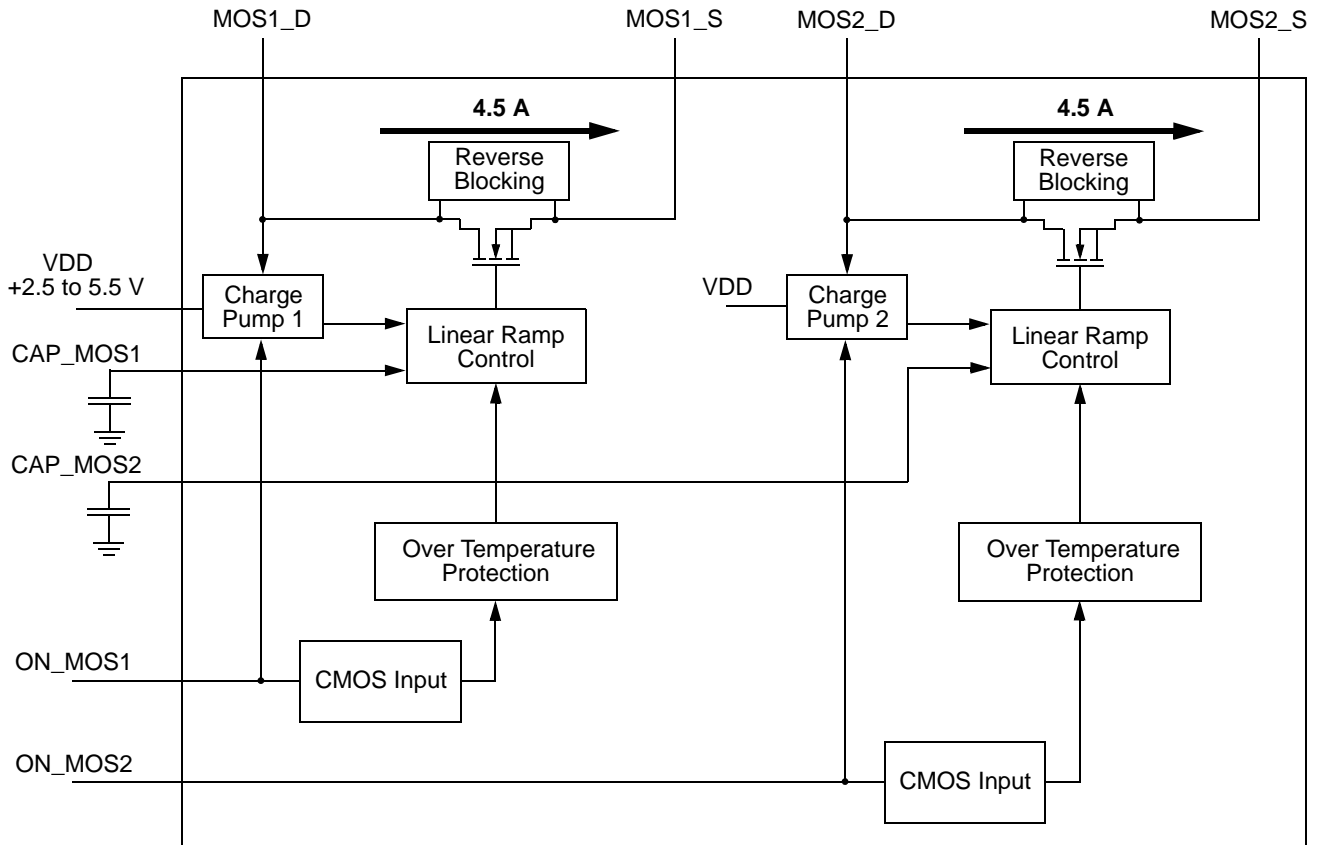 MOS1_D
MOS1_S
MOS2_D
MOS2_S
4.5 A
4.5 A
Reverse
Blocking
Reverse
Blocking
VDD
+2.5 to 5.5 V
Charge
Pump 1
Linear Ramp
Control
VDD
Charge
Pump 2
Linear Ramp
Control
CAP_MOS1
CAP_MOS2
Over Temperature
Protection
Over Temperature
Protection
ON_MOS1
CMOS Input
ON_MOS2
CMOS Input